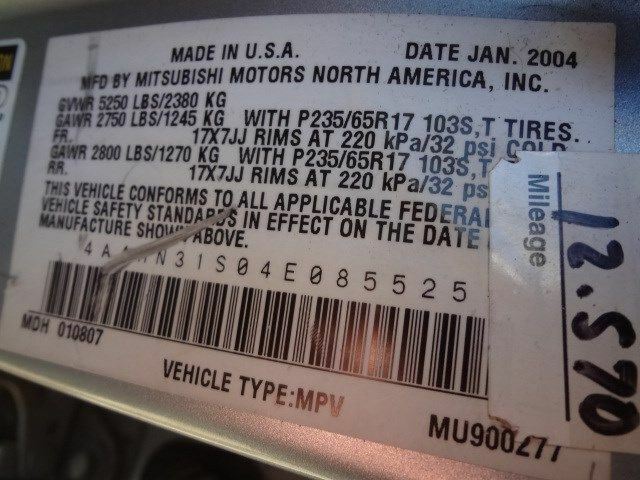 MADE IN U.S.A. DATE JAN. 2004
MFD BY MITSUBISHI MOTORS NORTH AMERICA, INC.
GVWR 5250 LBS/2380 KG
GAWR 2750 LBS/1245 KG WITH P235/65R17 103S,T TIRES.
FR. 17X7JJ RIMS AT 220 kPa/32 psi COLD
GAWR 2800 LBS/1270 KG WITH P235/65R17 103S,T
RR. 17X7JJ RIMS AT 220 kPa/32 psi
THIS VEHICLE CONFORMS TO ALL APPLICABLE FEDERAL
VEHICLE SAFETY STANDARDS IN EFFECT ON THE DATE
MANUFACTURE SHOWN ABOVE.
N31S04E085525
MDH 010807
VEHICLE TYPE:MPV
MU900277
Mileage
12.570